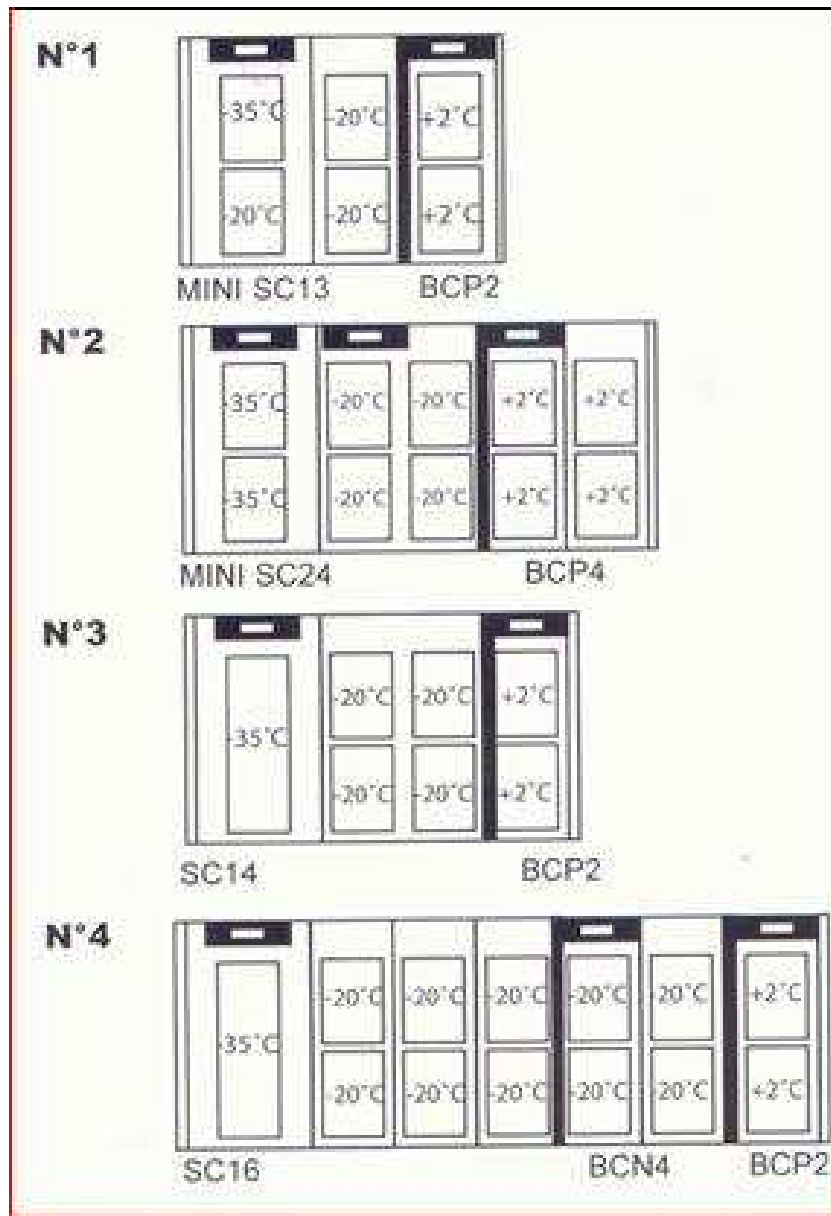 N°1
-35°C -20°C +2°C
-20°C -20°C +2°C
MINI SC13 BCP2
N°2
-35°C -20°C -20°C +2°C +2°C
-35°C -20°C -20°C +2°C +2°C
MINI SC24 BCP4
N°3
-20°C -20°C +2°C
-35°C
-20°C -20°C +2°C
SC14 BCP2
N°4
-20°C -20°C -20°C -20°C -20°C +2°C
-35°C
-20°C -20°C -20°C -20°C -20°C +2°C
SC16 BCN4 BCP2